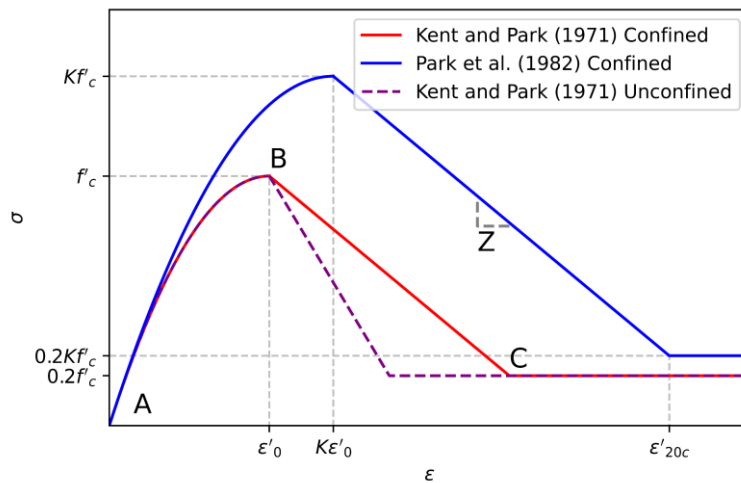 Kent and Park (1971) Confined
Park et al. (1982) Confined
Kent and Park (1971) Unconfined
Kf'c
f'c
0.2Kf'c
0.2f'c
σ
A
B
C
Z
ε'0
Kε'0
ε'20c
ε